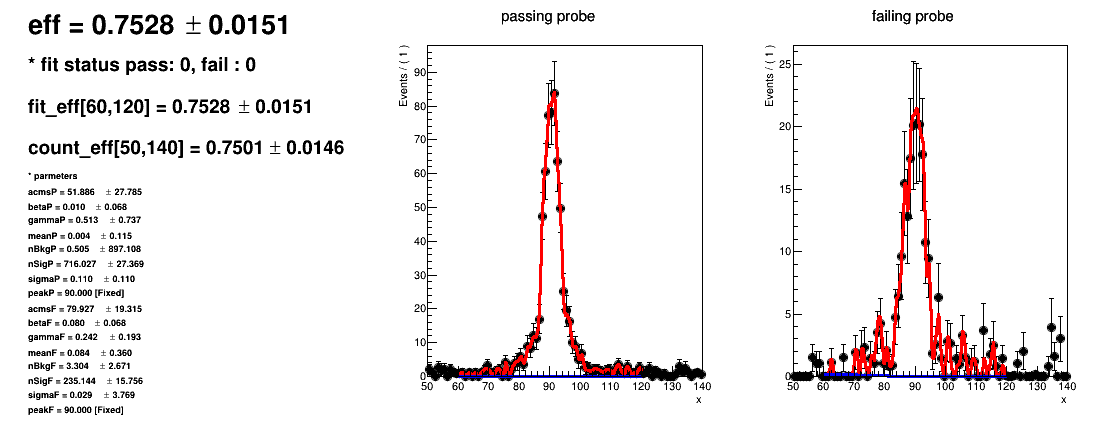 eff = 0.7528 ± 0.0151
* fit status pass: 0, fail : 0
fit_eff[60,120] = 0.7528 ± 0.0151
count_eff[50,140] = 0.7501 ± 0.0146
* parmeters
acmsP = 51.886 ± 27.785
betaP = 0.010 ± 0.068
gammaP = 0.513 ± 0.737
meanP = 0.004 ± 0.115
nBkgP = 0.505 ± 897.108
nSigP = 716.027 ± 27.369
sigmaP = 0.110 ± 0.110
peakP = 90.000 [Fixed]
acmsF = 79.927 ± 19.315
betaF = 0.080 ± 0.068
gammaF = 0.242 ± 0.193
meanF = 0.084 ± 0.360
nBkgF = 3.304 ± 2.671
nSigF = 235.144 ± 15.756
sigmaF = 0.029 ± 3.769
peakF = 90.000 [Fixed]
passing probe
Events / ( 1 )
90
80
70
60
50
40
30
20
10
0
50 60 70 80 90 100 110 120 130 140
x
failing probe
Events / ( 1 )
25
20
15
10
5
0
50 60 70 80 90 100 110 120 130 140
x